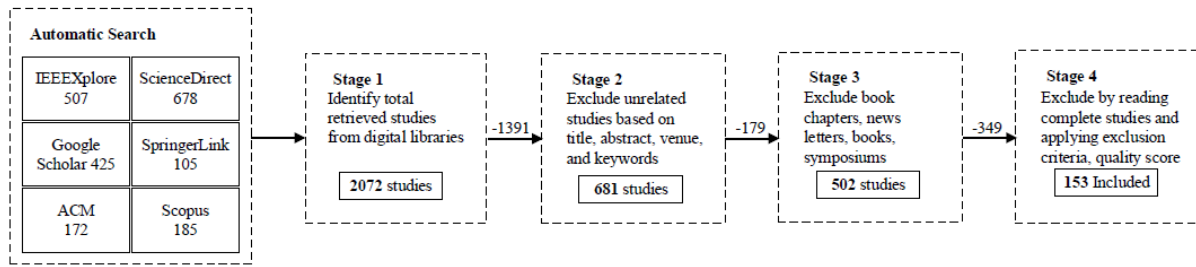 Automatic Search
IEEEXplore
507
ScienceDirect
678
Google
Scholar 425
SpringerLink
105
ACM
172
Scopus
185
Stage 1
Identify total
retrieved studies
from digital libraries
2072 studies
-1391
Stage 2
Exclude unrelated
studies based on
title, abstract, venue,
and keywords
681 studies
-179
Stage 3
Exclude book
chapters, news
letters, books,
symposiums
502 studies
-349
Stage 4
Exclude by reading
complete studies and
applying exclusion
criteria, quality score
153 Included